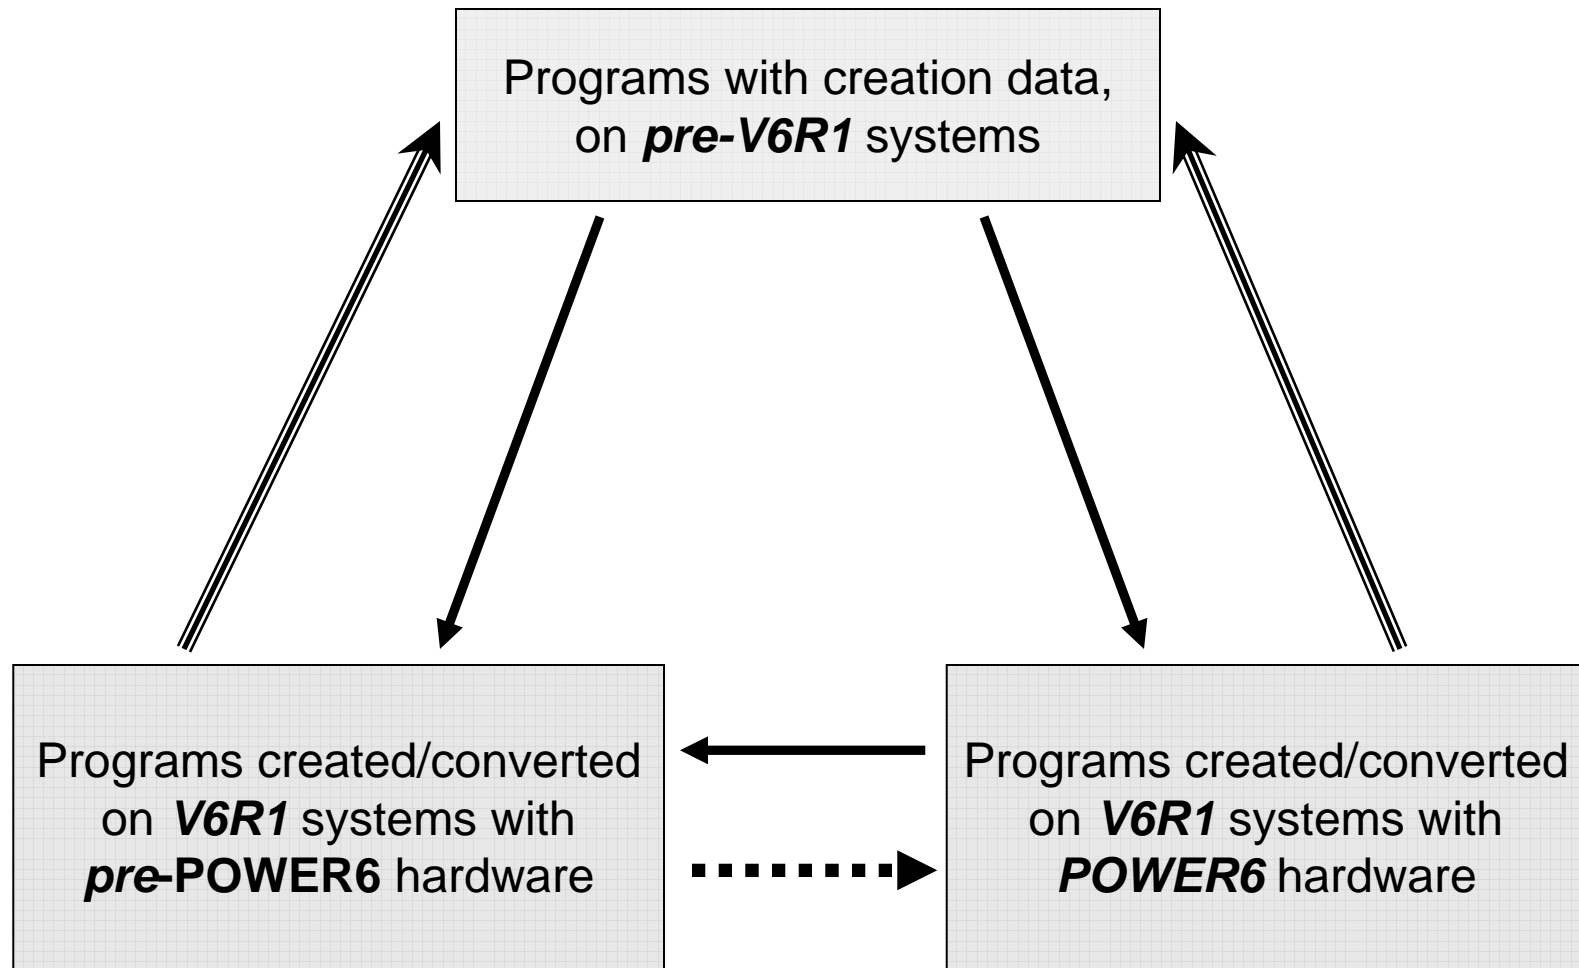 Programs with creation data,
on pre-V6R1 systems
Programs created/converted
on V6R1 systems with
pre-POWER6 hardware
Programs created/converted
on V6R1 systems with
POWER6 hardware